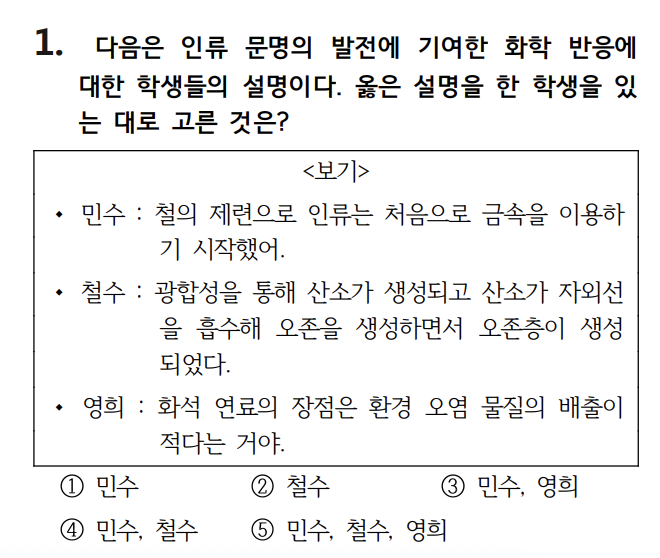 1. 다음은 인류 문명의 발전에 기여한 화학 반응에
대한 학생들의 설명이다. 옳은 설명을 한 학생을 있
는 대로 고른 것은?
<보기>
• 민수 : 철의 제련으로 인류는 처음으로 금속을 이용하
기 시작했어.
• 철수 : 광합성을 통해 산소가 생성되고 산소가 자외선
을 흡수해 오존을 생성하면서 오존층이 생성
되었다.
• 영희 : 화석 연료의 장점은 환경 오염 물질의 배출이
적다는 거야.
① 민수 ② 철수 ③ 민수, 영희
④ 민수, 철수 ⑤ 민수, 철수, 영희